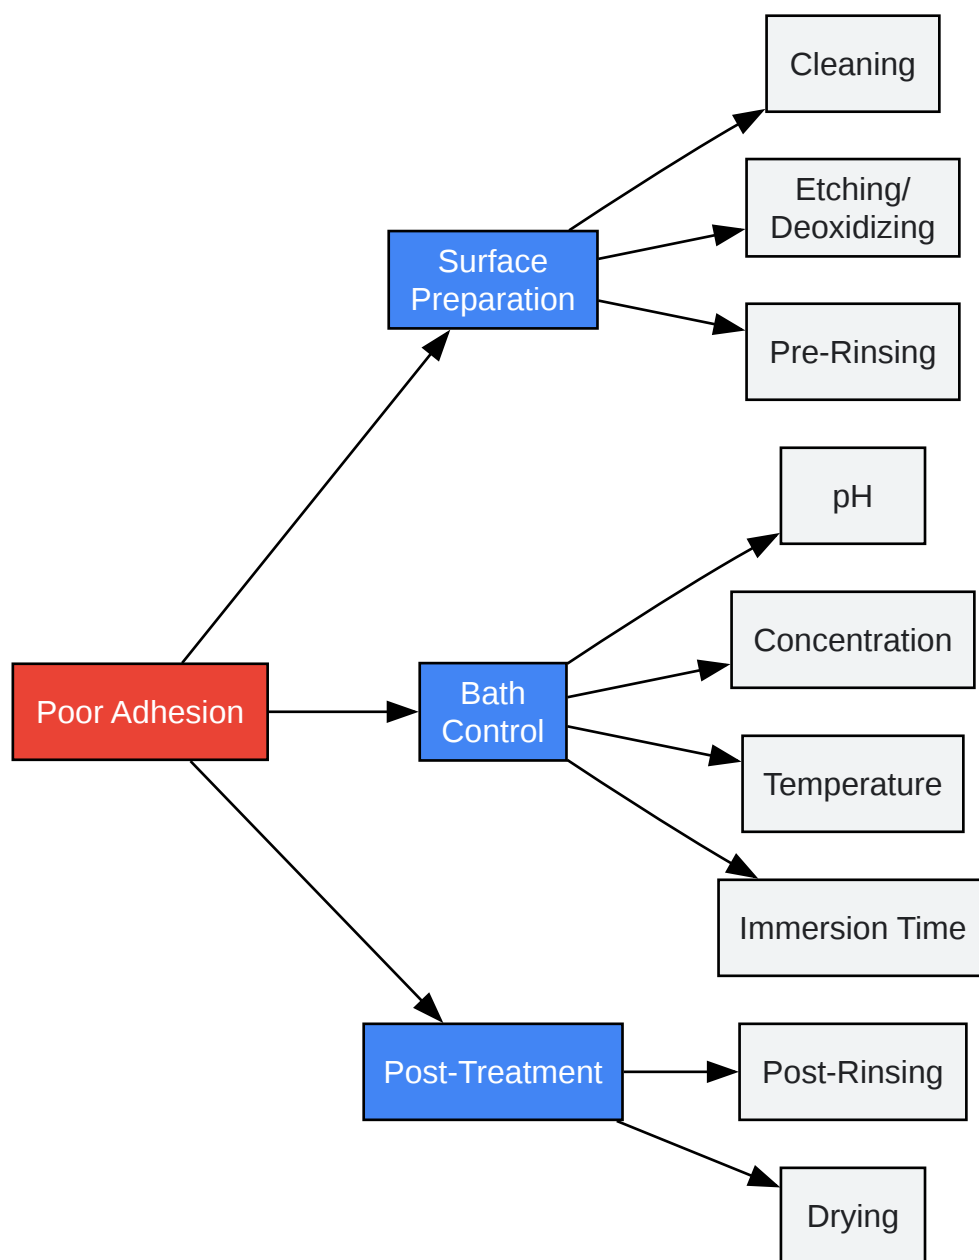 Cleaning
Etching/
Deoxidizing
Surface
Preparation
Pre-Rinsing
pH
Concentration
Poor Adhesion
Bath
Control
Temperature
Immersion Time
Post-Treatment
Post-Rinsing
Drying